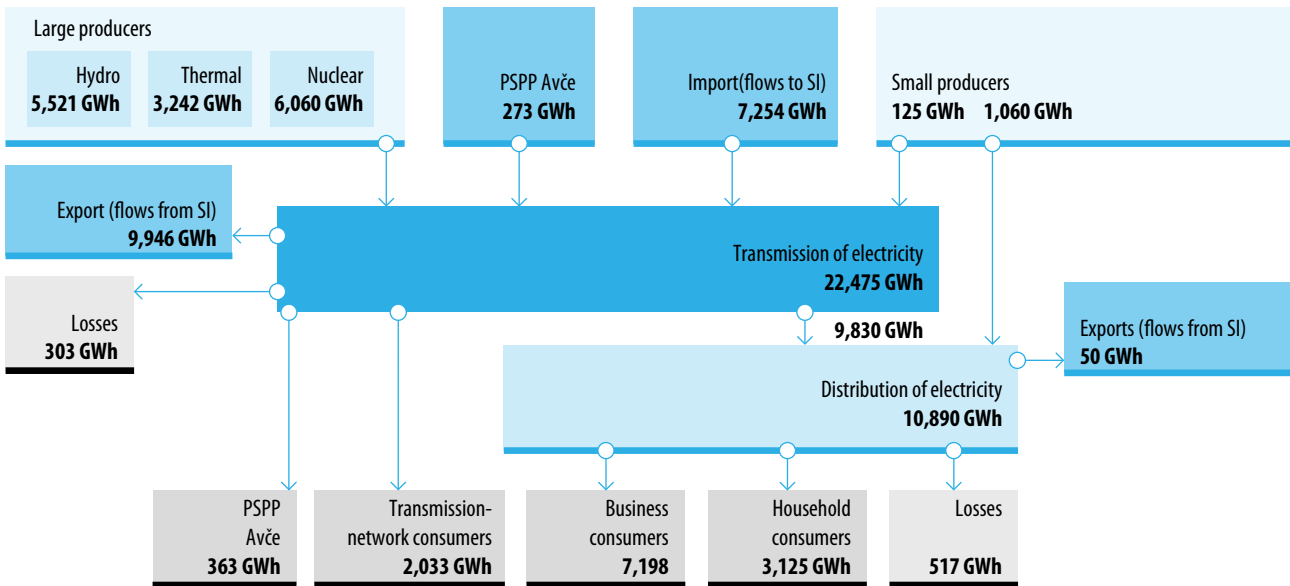 Large producers
Hydro
5,521 GWh
Thermal
3,242 GWh
Nuclear
6,060 GWh
PSPP Avče
273 GWh
Import(flows to SI)
7,254 GWh
Small producers
125 GWh 1,060 GWh
Export (flows from SI)
9,946 GWh
Transmission of electricity
22,475 GWh
Losses
303 GWh
9,830 GWh
Exports (flows from SI)
50 GWh
Distribution of electricity
10,890 GWh
PSPP
Avče
363 GWh
Transmission-
network consumers
2,033 GWh
Business
consumers
7,198
Household
consumers
3,125 GWh
Losses
517 GWh